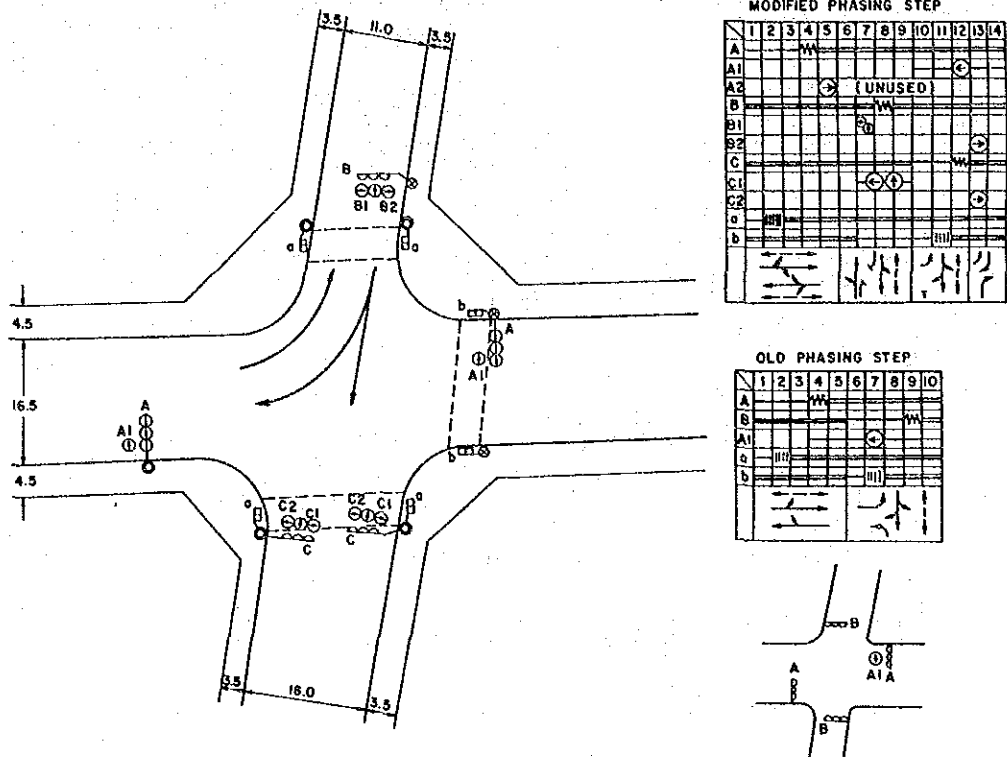 3.5 11.0 3.5
B
B1 B2
a a
b
A
A1
4.5
16.5
4.5
A
A1
b
a C2 C1 C2 C1 a
C C
3.5 18.0 3.5
MODIFIED PHASING STEP
1 2 3 4 5 6 7 8 9 10 11 12 13 14
A
A1
A2 (UNUSED)
B
B1
B2
C
C1
C2
a
b
OLD PHASING STEP
1 2 3 4 5 6 7 8 9 10
A
B
A1
a
b
B
A
A1 A
B